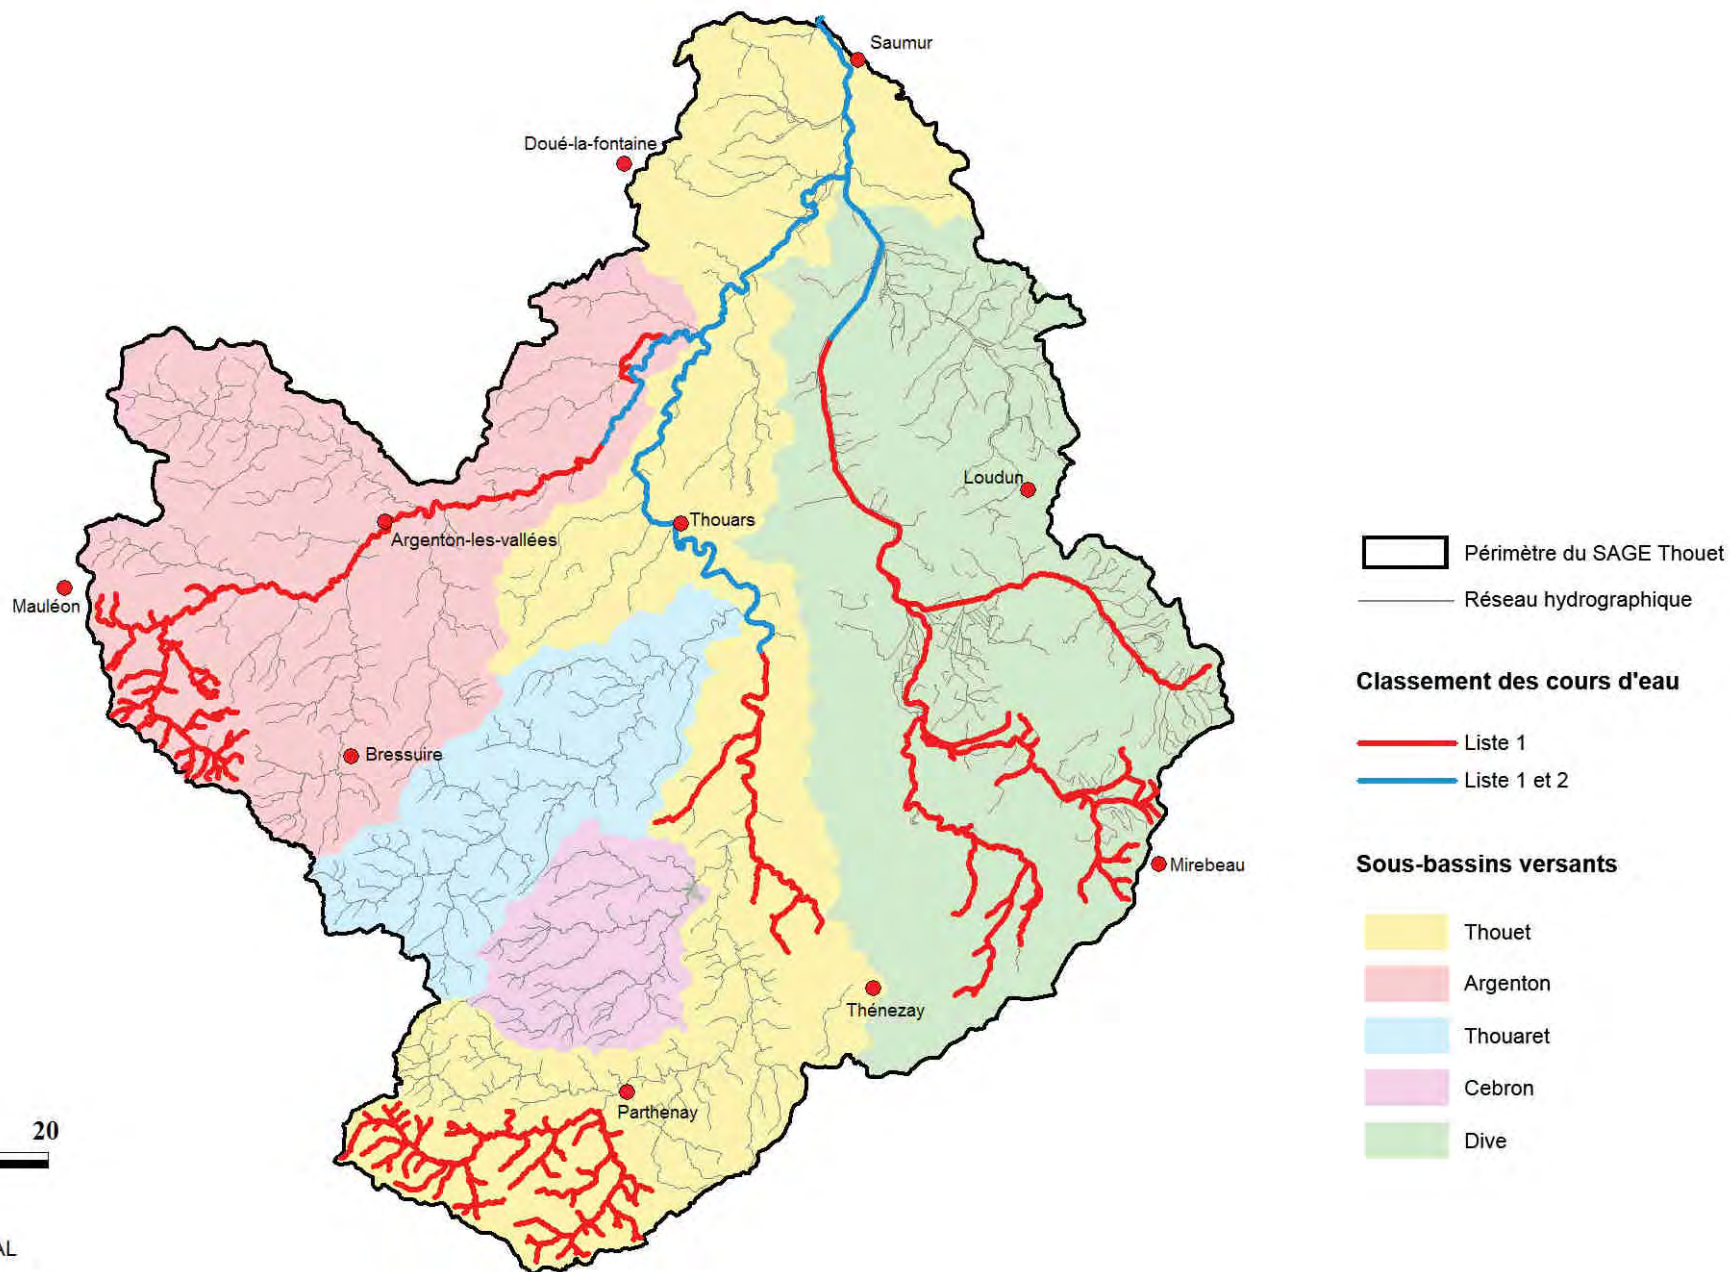 Saumur
Doué-la-fontaine
Loudun
Thouars
Argenton-les-vallées
Mauléon
Bressuire
Mirebeau
Thénezay
Parthenay
20
AL
Périmètre du SAGE Thouet
Réseau hydrographique
Classement des cours d'eau
Liste 1
Liste 1 et 2
Sous-bassins versants
Thouet
Argenton
Thouaret
Cebron
Dive